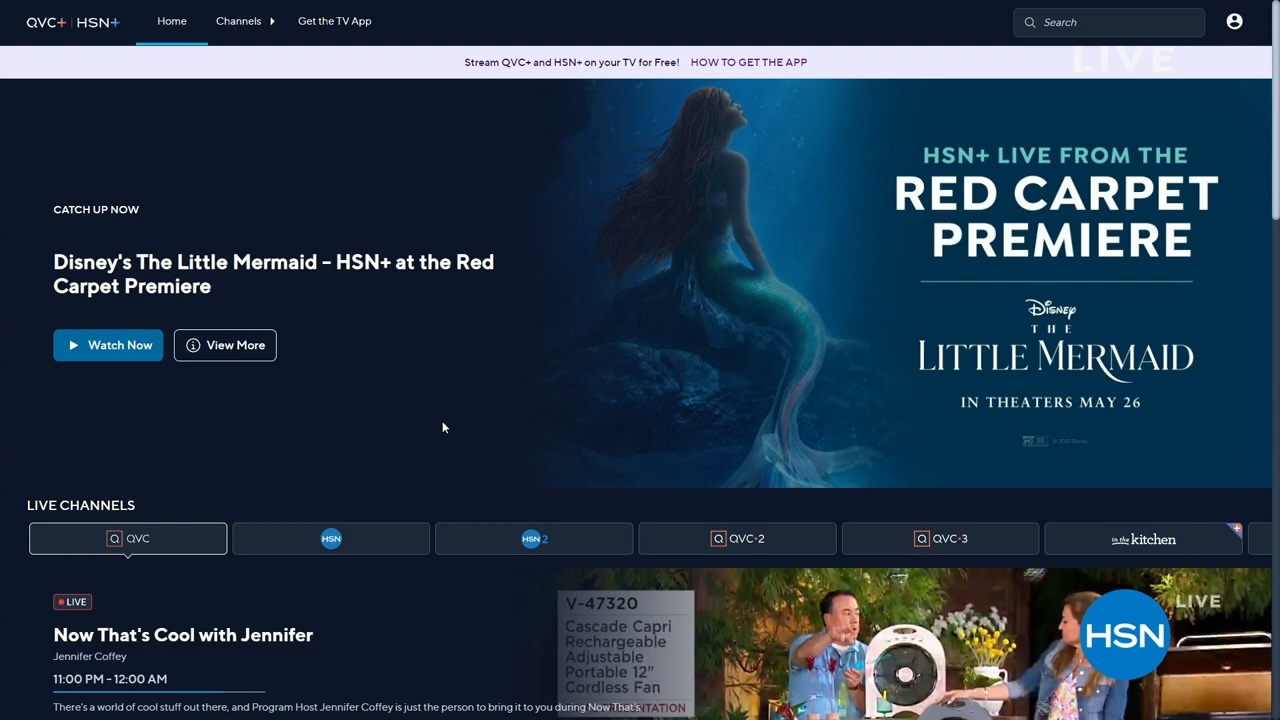 QVC+ | HSN+
Home
Channels
Get the TV App
Search
Stream QVC+ and HSN+ on your TV for Free! HOW TO GET THE APP
LIVE
CATCH UP NOW
Disney's The Little Mermaid - HSN+ at the Red
Carpet Premiere
Watch Now
View More
HSN+ LIVE FROM THE
RED CARPET
PREMIERE
Disney
THE
LITTLE MERMAID
IN THEATERS MAY 26
© 2023 Disney
LIVE CHANNELS
Q QVC
HSN
HSN 2
Q QVC•2
Q QVC•3
in the kitchen
LIVE
Now That's Cool with Jennifer
Jennifer Coffey
11:00 PM - 12:00 AM
There's a world of cool stuff out there, and Program Host Jennifer Coffey is just the person to bring it to you during Now That's
V-47320
Cascade Capri
Rechargeable
Adjustable
Portable 12"
Cordless Fan
HSN
LIVE